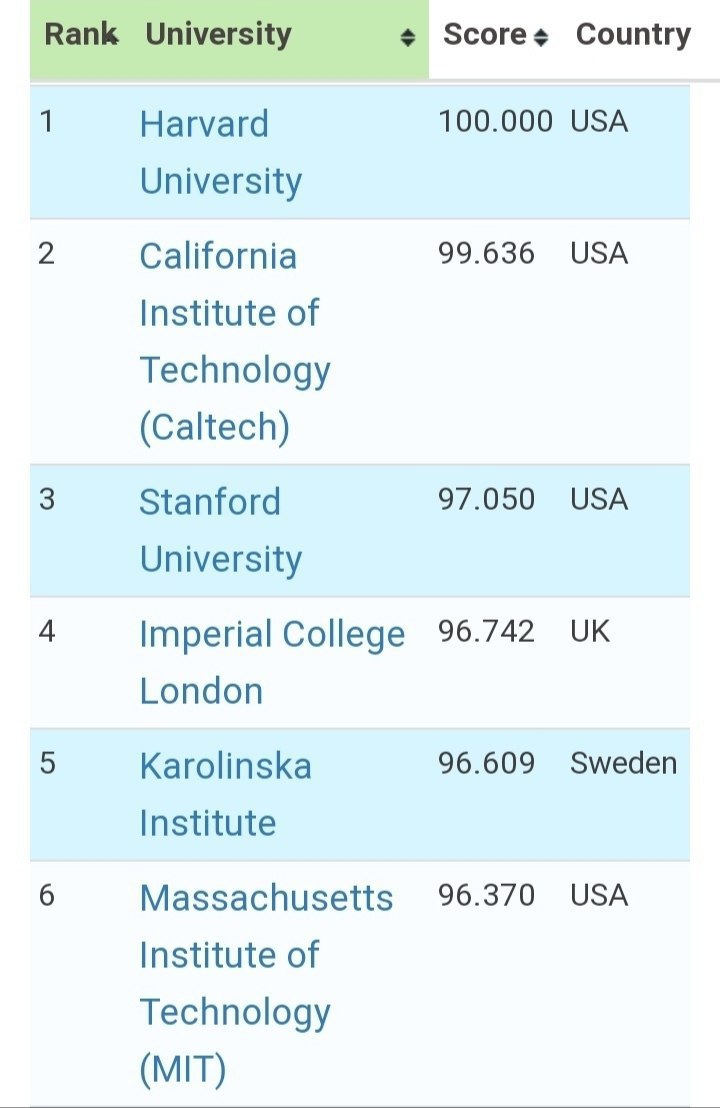 Rank University Score Country
1 Harvard 100.000 USA
University
2 California 99.636 USA
Institute of
Technology
(Caltech)
3 Stanford 97.050 USA
University
4 Imperial College 96.742 UK
London
5 Karolinska 96.609 Sweden
Institute
6 Massachusetts 96.370 USA
Institute of
Technology
(MIT)